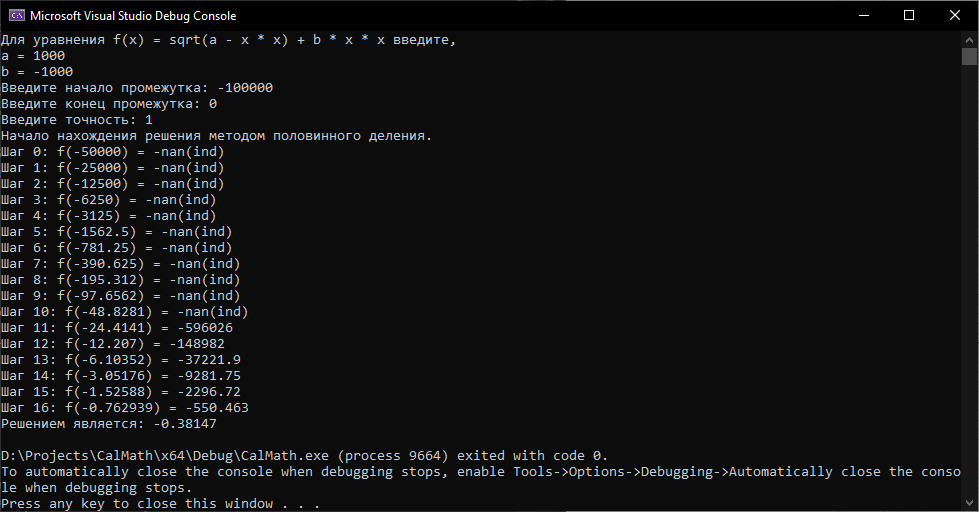 Microsoft Visual Studio Debug Console
Для уравнения f(x) = sqrt(a - x * x) + b * x * x введите,
a = 1000
b = -1000
Введите начало промежутка: -100000
Введите конец промежутка: 0
Введите точность: 1
Начало нахождения решения методом половинного деления.
Шаг 0: f(-50000) = -nan(ind)
Шаг 1: f(-25000) = -nan(ind)
Шаг 2: f(-12500) = -nan(ind)
Шаг 3: f(-6250) = -nan(ind)
Шаг 4: f(-3125) = -nan(ind)
Шаг 5: f(-1562.5) = -nan(ind)
Шаг 6: f(-781.25) = -nan(ind)
Шаг 7: f(-390.625) = -nan(ind)
Шаг 8: f(-195.312) = -nan(ind)
Шаг 9: f(-97.6562) = -nan(ind)
Шаг 10: f(-48.8281) = -nan(ind)
Шаг 11: f(-24.4141) = -596026
Шаг 12: f(-12.207) = -148982
Шаг 13: f(-6.10352) = -37221.9
Шаг 14: f(-3.05176) = -9281.75
Шаг 15: f(-1.52588) = -2296.72
Шаг 16: f(-0.762939) = -550.463
Решением является: -0.38147
D:\Projects\CalMath\x64\Debug\CalMath.exe (process 9664) exited with code 0.
To automatically close the console when debugging stops, enable Tools->Options->Debugging->Automatically close the conso
le when debugging stops.
Press any key to close this window . . .